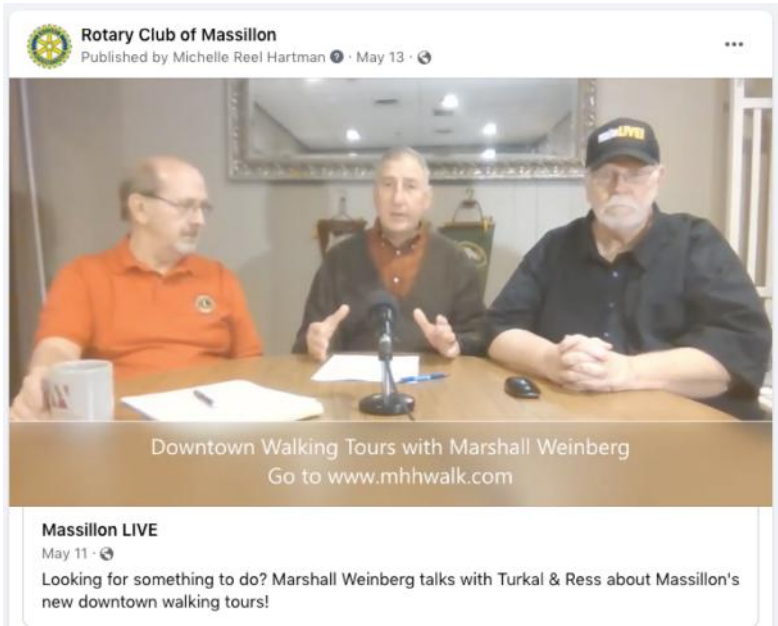 Rotary Club of Massillon
Published by Michelle Reel Hartman ? · May 13 ·
LIVE!
Downtown Walking Tours with Marshall Weinberg
Go to www.mhhwalk.com
Massillon LIVE
May 11 ·
Looking for something to do? Marshall Weinberg talks with Turkal & Ress about Massillon's
new downtown walking tours!